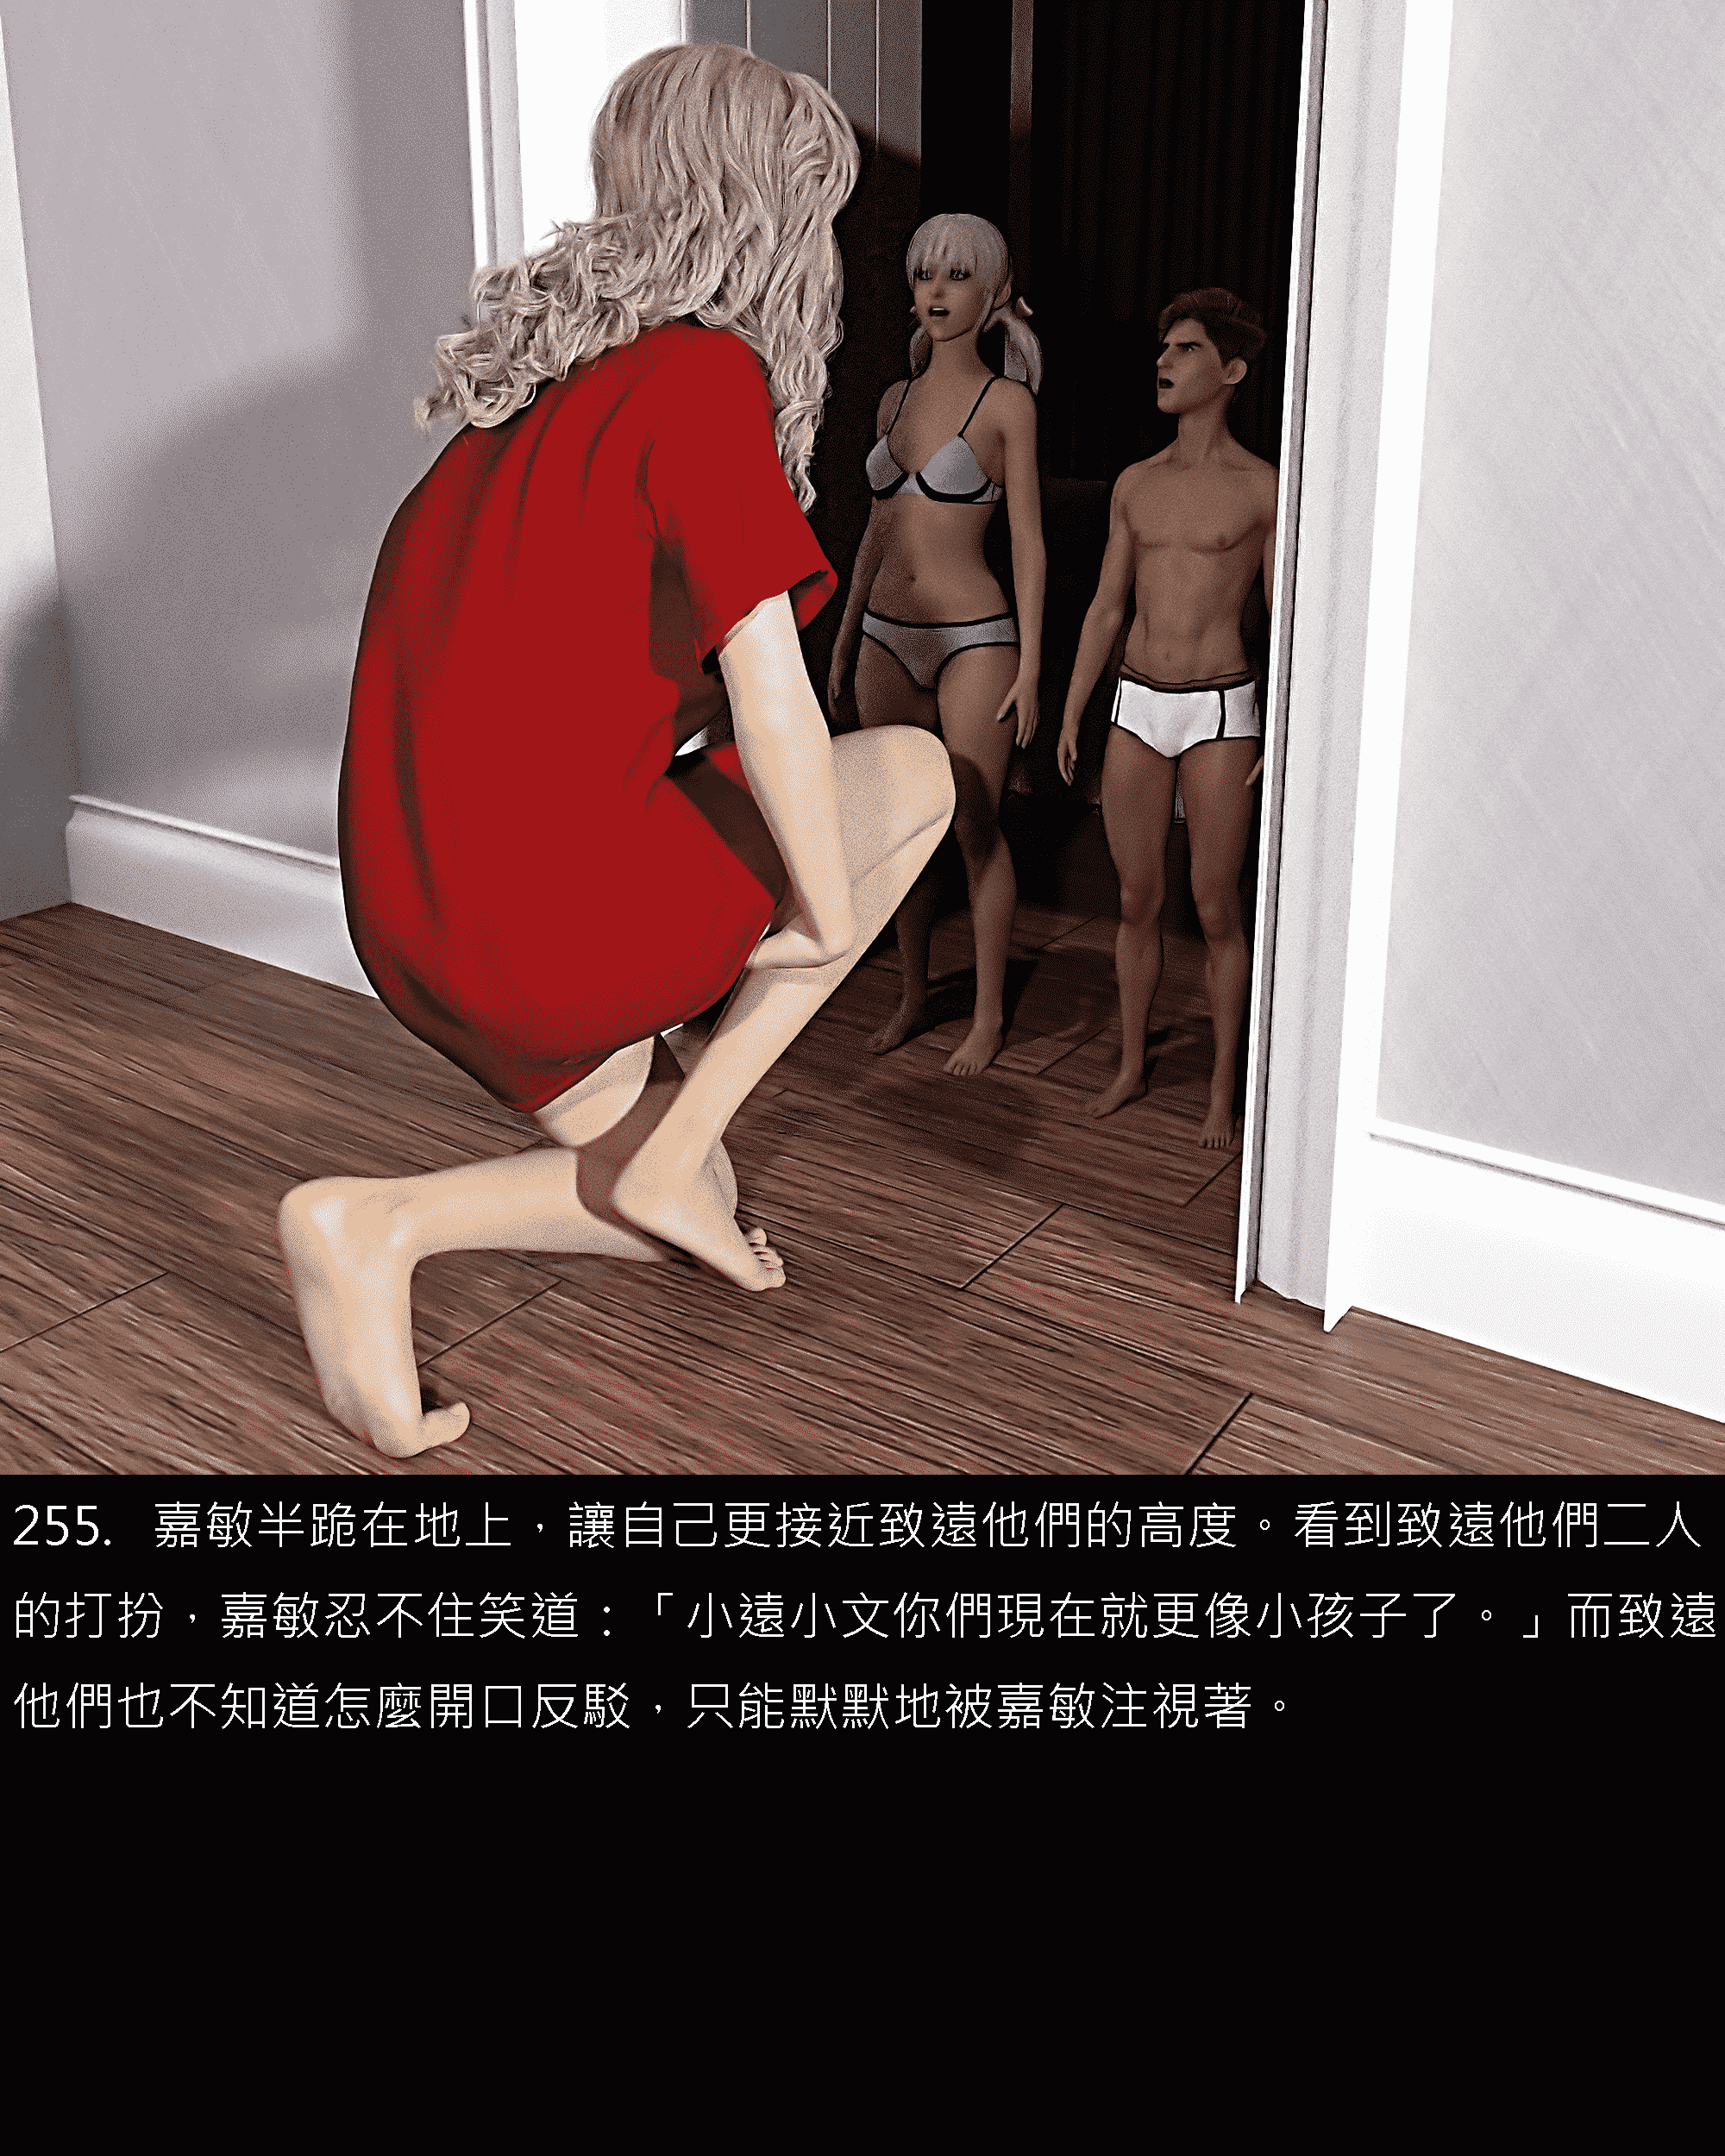 255. 嘉敏半跪在地上，讓自己更接近致遠他們的高度。看到致遠他們二人
的打扮，嘉敏忍不住笑道：「小遠小文你們現在就更像小孩子了。」而致遠
他們也不知道怎麼開口反駁，只能默默地被嘉敏注視著。